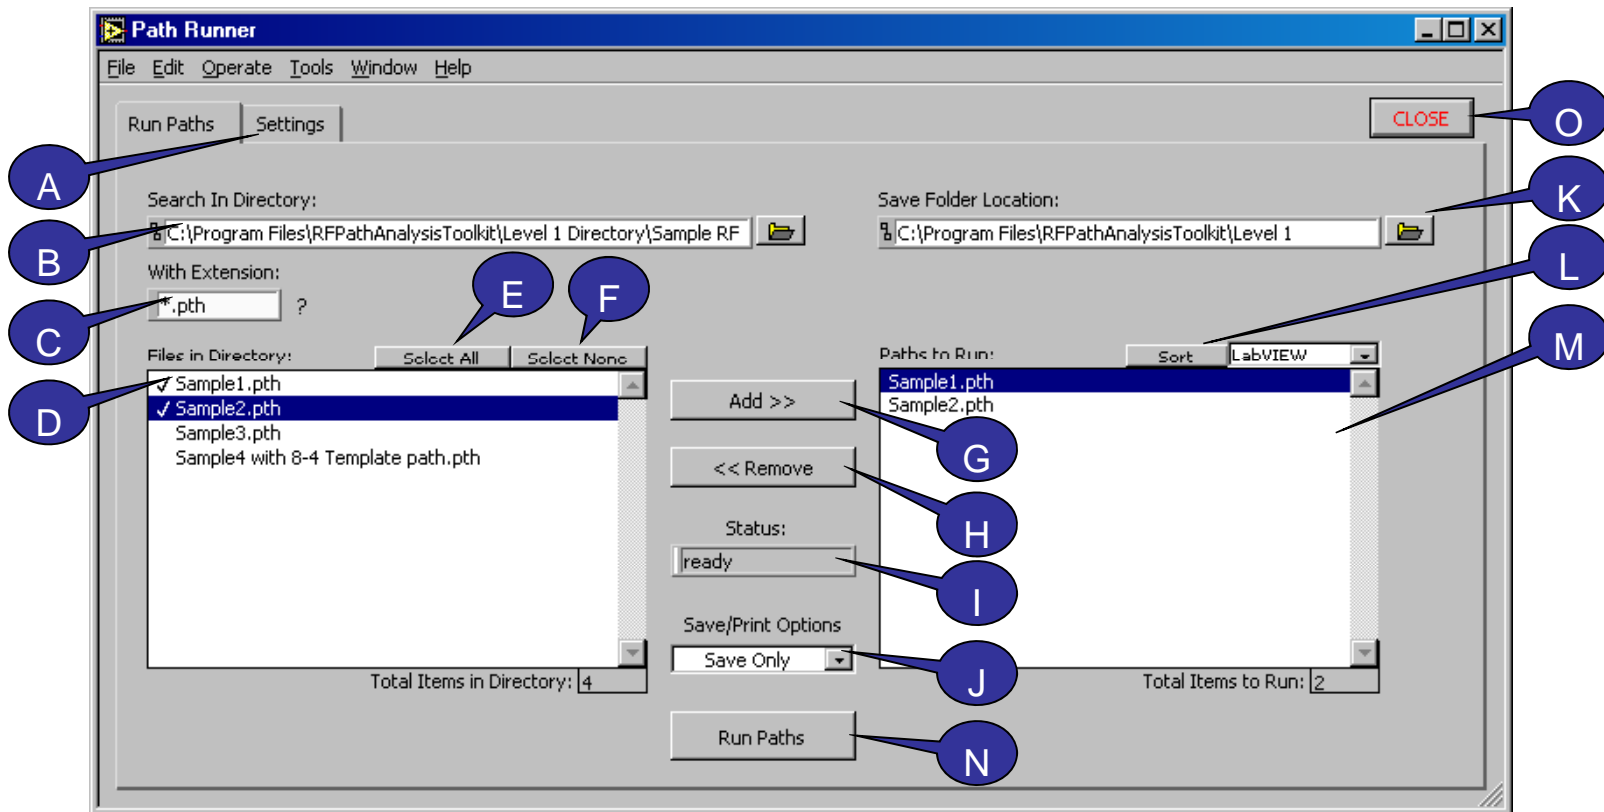 Path Runner
File Edit Operate Tools Window Help
Run Paths Settings
CLOSE
O
A
Search In Directory:
Save Folder Location:
K
B
C:\Program Files\RFPathAnalysisToolkit\Level 1 Directory\Sample RF
C:\Program Files\RFPathAnalysisToolkit\Level 1
With Extension:
E
F
L
C
*.pth ?
Files in Directory: Select All Select None
Paths to Run: Sort LabVIEW
M
D
Sample1.pth
Sample2.pth
Sample3.pth
Sample4 with 8-4 Template path.pth
Add >>
G
<< Remove
H
Status:
ready
I
Save/Print Options
Save Only
J
Sample1.pth
Sample2.pth
Total Items in Directory: 4
Total Items to Run: 2
Run Paths
N